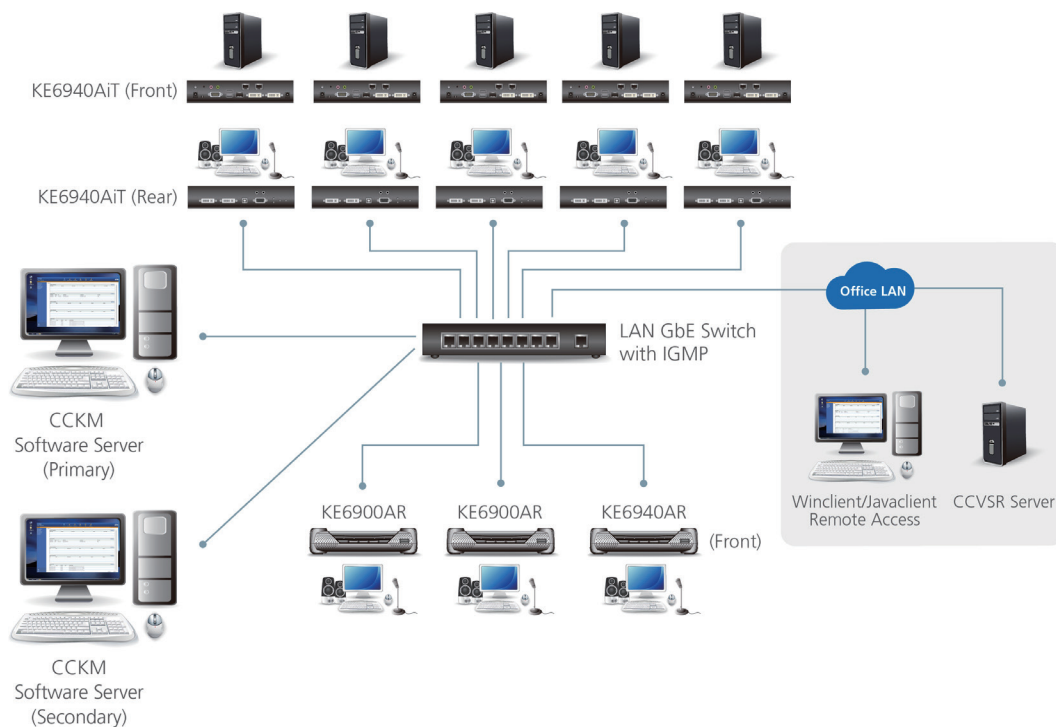 KE6940AiT (Front)
KE6940AiT (Rear)
Office LAN
LAN GbE Switch
with IGMP
CCKM
Software Server
(Primary)
KE6900AR
KE6900AR
KE6940AR
(Front)
Winclient/Javaclient
Remote Access
CCVSR Server
CCKM
Software Server
(Secondary)